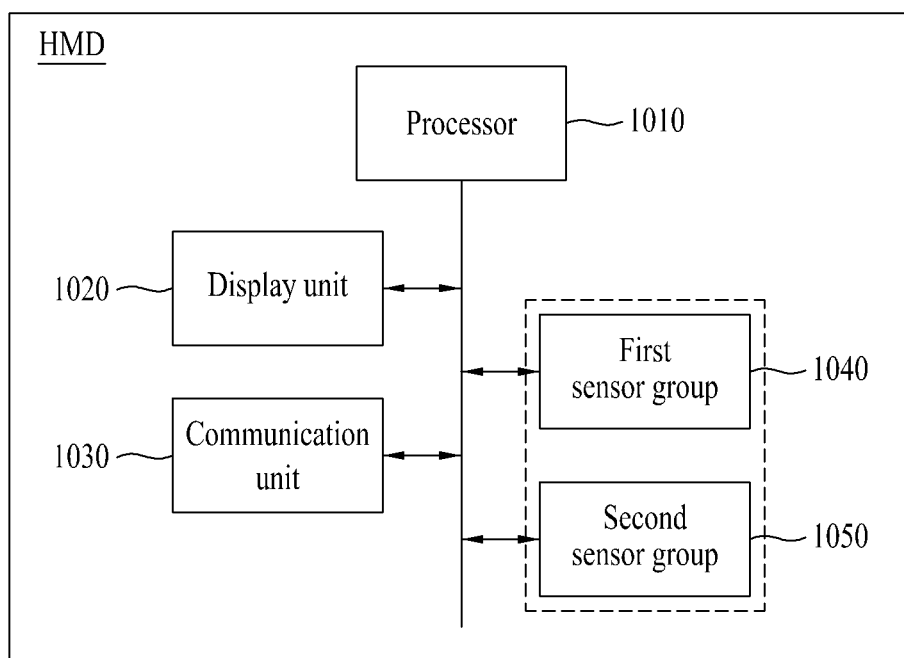 HMD
Processor
1010
Display unit
1020
First
sensor group
1040
Communication
unit
1030
Second
sensor group
1050